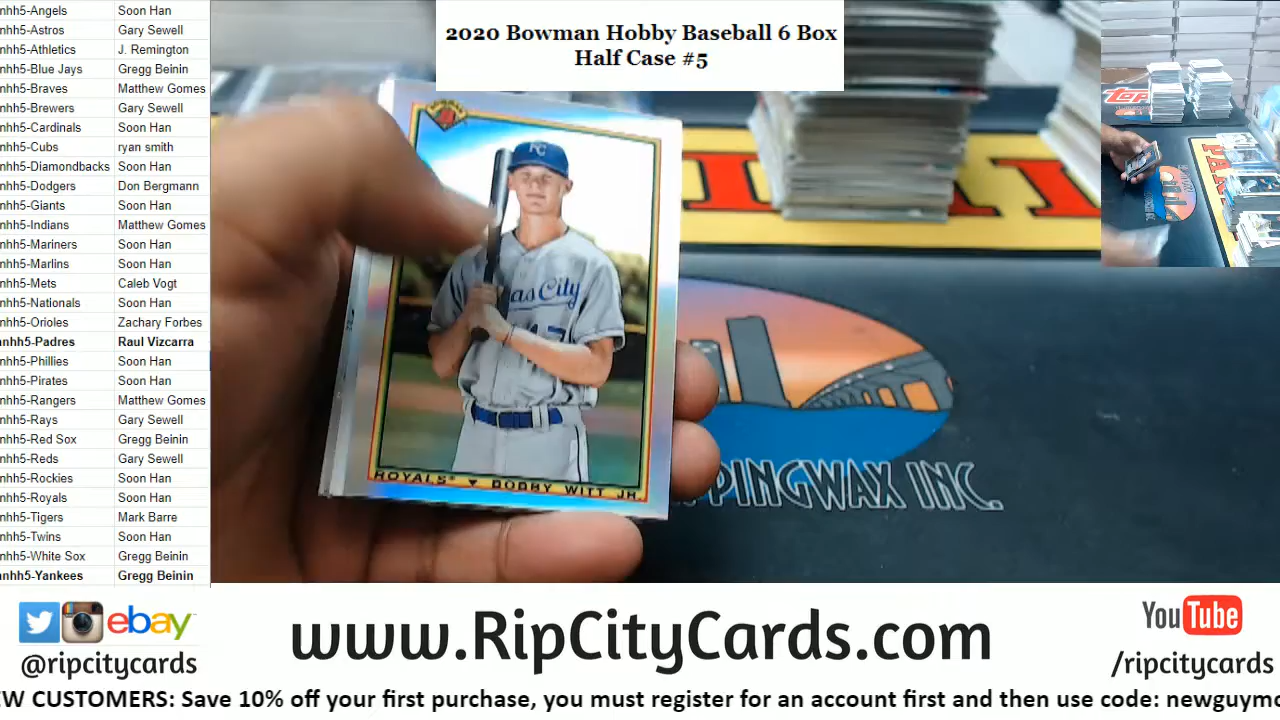 nhh5-Angels Soon Han
nhh5-Astros Gary Sewell
nhh5-Athletics J. Remington
nhh5-Blue Jays Gregg Beinin
nhh5-Braves Matthew Gomes
nhh5-Brewers Gary Sewell
nhh5-Cardinals Soon Han
nhh5-Cubs ryan smith
nhh5-Diamondbacks Soon Han
nhh5-Dodgers Don Bergmann
nhh5-Giants Soon Han
nhh5-Indians Matthew Gomes
nhh5-Mariners Soon Han
nhh5-Marlins Soon Han
nhh5-Mets Caleb Vogt
nhh5-Nationals Soon Han
nhh5-Orioles Zachary Forbes
nhh5-Padres Raul Vizcarra
nhh5-Phillies Soon Han
nhh5-Pirates Soon Han
nhh5-Rangers Matthew Gomes
nhh5-Rays Gary Sewell
nhh5-Red Sox Gregg Beinin
nhh5-Reds Gary Sewell
nhh5-Rockies Soon Han
nhh5-Royals Soon Han
nhh5-Tigers Mark Barre
nhh5-Twins Soon Han
nhh5-White Sox Gregg Beinin
nhh5-Yankees Gregg Beinin
2020 Bowman Hobby Baseball 6 Box
Half Case #5
KC
as City
ROYALS ▼ BOBBY WITT JR.
PPINGWAX INC.
ebay
@ripcitycards
www.RipCityCards.com
YouTube
/ripcitycards
EW CUSTOMERS: Save 10% off your first purchase, you must register for an account first and then use code: newguymo